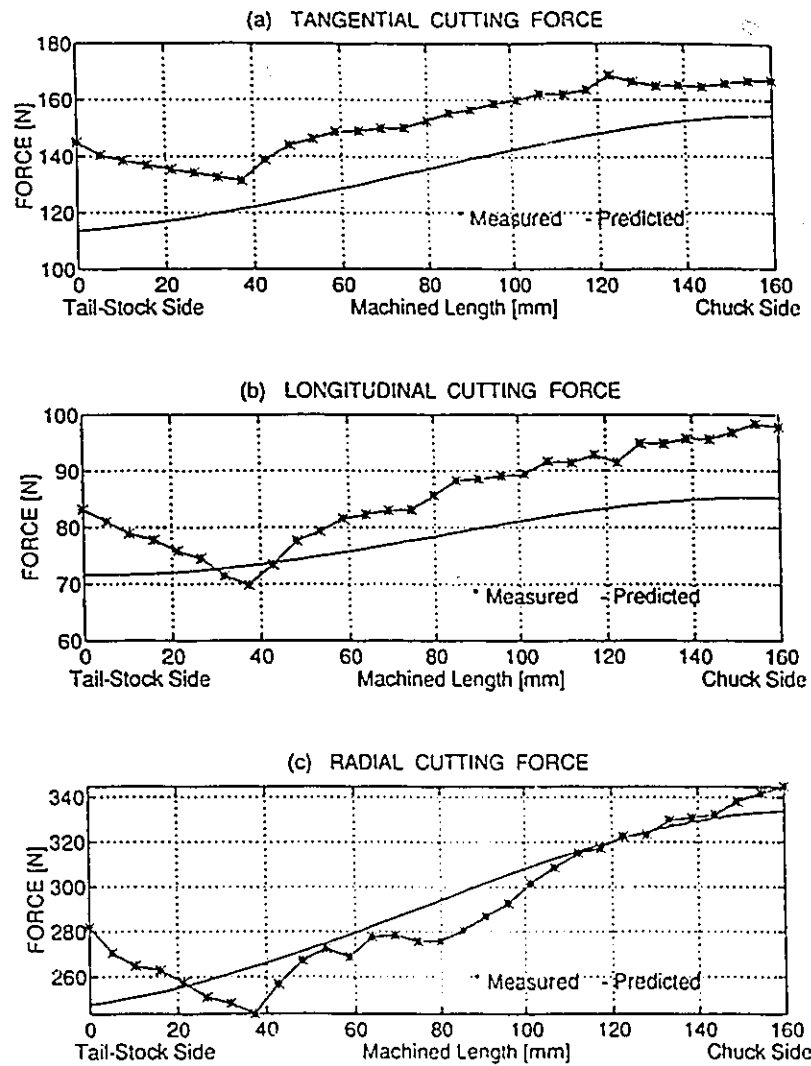 (a) TANGENTIAL CUTTING FORCE
180
160
140
120
100
FORCE [N]
* Measured - Predicted
0 20 40 60 80 100 120 140 160
Tail-Stock Side Machined Length [mm] Chuck Side
(b) LONGITUDINAL CUTTING FORCE
100
90
80
70
60
FORCE [N]
* Measured - Predicted
0 20 40 60 80 100 120 140 160
Tail-Stock Side Machined Length [mm] Chuck Side
(c) RADIAL CUTTING FORCE
340
320
300
280
260
FORCE [N]
* Measured - Predicted
0 20 40 60 80 100 120 140 160
Tail-Stock Side Machined Length [mm] Chuck Side